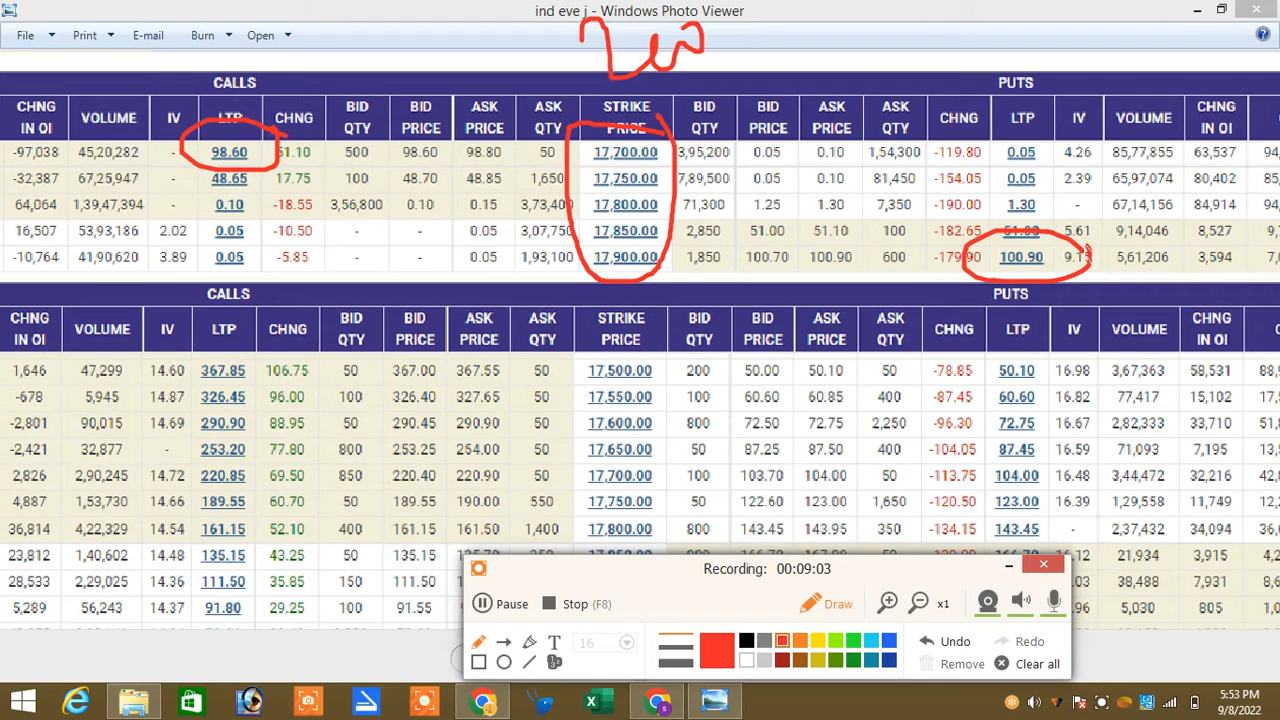 ind eve j - Windows Photo Viewer
File Print E-mail Burn Open
CALLS PUTS
CHNG IN OI VOLUME IV LTP CHNG BID QTY BID PRICE ASK PRICE ASK QTY STRIKE PRICE BID QTY BID PRICE ASK PRICE ASK QTY CHNG LTP IV VOLUME CHNG IN OI
-97,038 45,20,282 - 98.60 51.10 500 98.60 98.80 50 17,700.00 3,95,200 0.05 0.10 1,54,300 -119.80 0.05 4.26 85,77,855 63,537
-32,387 67,25,947 - 48.65 17.75 100 48.70 48.85 1,650 17,750.00 7,89,500 0.05 0.10 81,450 -154.05 0.05 2.39 65,97,074 80,402
64,064 1,39,47,394 - 0.10 -18.55 3,56,800 0.10 0.15 3,73,400 17,800.00 71,300 1.25 1.30 7,350 -190.00 1.30 - 67,14,156 84,914
16,507 53,93,186 2.02 0.05 -10.50 - - 0.05 3,07,750 17,850.00 2,850 51.00 51.10 100 -182.65 51.00 5.61 9,14,046 8,527
-10,764 41,90,620 3.89 0.05 -5.85 - - 0.05 1,93,100 17,900.00 1,850 100.70 100.90 600 -179.90 100.90 5,61,206 3,594
CALLS PUTS
CHNG IN OI VOLUME IV LTP CHNG BID QTY BID PRICE ASK PRICE ASK QTY STRIKE PRICE BID QTY BID PRICE ASK PRICE ASK QTY CHNG LTP IV VOLUME CHNG IN OI
1,646 47,299 14.60 367.85 106.75 50 367.00 367.55 50 17,500.00 200 50.00 50.10 50 -78.85 50.10 16.98 3,67,363 58,531
-678 5,945 14.87 326.45 96.00 100 326.40 327.65 50 17,550.00 100 60.60 60.85 400 -87.45 60.60 16.82 77,417 15,102
-2,801 90,015 14.69 290.90 88.95 100 290.45 290.90 50 17,600.00 800 72.50 72.75 2,250 -96.30 72.75 16.67 2,82,333 33,710
-2,421 32,877 - 253.20 77.80 800 253.25 254.00 50 17,650.00 100 87.25 87.50 400 -104.05 87.45 16.59 71,093 7,195
2,826 2,90,025 14.72 220.85 69.50 850 220.40 220.90 50 17,700.00 100 103.70 104.00 50 -113.75 104.00 16.48 3,44,472 32,216
4,887 1,53,730 14.66 189.55 60.70 50 189.55 190.00 550 17,750.00 50 122.60 123.00 1,650 -120.50 123.00 16.39 1,29,558 11,749
36,814 4,22,329 14.54 161.15 52.10 400 161.15 161.50 1,400 17,800.00 800 143.45 143.95 350 -134.15 143.45 - 2,37,432 34,094
23,812 1,40,602 14.48 135.15 43.25 50 135.15 21,934 3,915
28,533 2,29,025 14.36 111.50 35.85 150 111.50 38,488 7,931
5,289 56,243 14.37 91.80 29.25 100 91.55 5,030 805
Recording: 00:09:03
Pause Stop (F8) Draw x1
T 16 Undo Redo
Remove Clear all
5:53 PM
9/8/2022